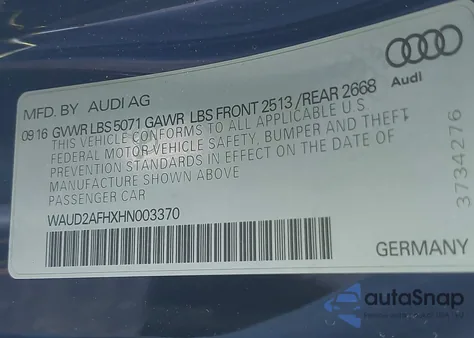 MFD. BY AUDI AG
Audi
09 16 GVWR LBS 5071 GAWR LBS FRONT 2513 /REAR 2668
THIS VEHICLE CONFORMS TO ALL APPLICABLE U.S.
FEDERAL MOTOR VEHICLE SAFETY, BUMPER AND THEFT
PREVENTION STANDARDS IN EFFECT ON THE DATE OF
MANUFACTURE SHOWN ABOVE
PASSENGER CAR
WAUD2AFHXHN003370
3734276
GERMANY
autoSnap